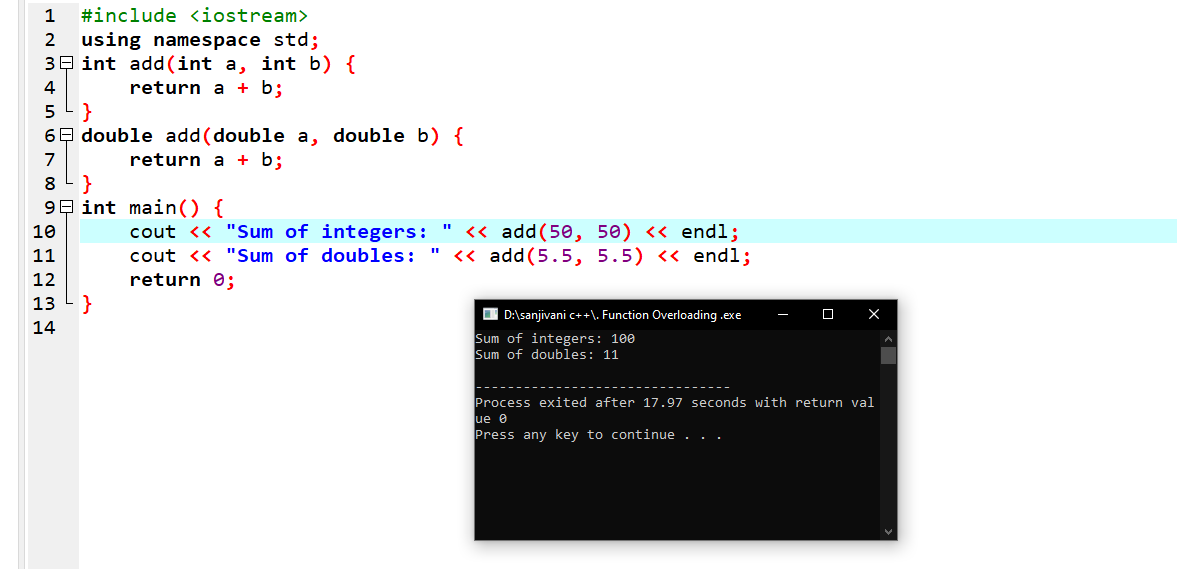 1 #include <iostream>
2 using namespace std;
3 int add(int a, int b) {
4     return a + b;
5 }
6 double add(double a, double b) {
7     return a + b;
8 }
9 int main() {
10     cout << "Sum of integers: " << add(50, 50) << endl;
11     cout << "Sum of doubles: " << add(5.5, 5.5) << endl;
12     return 0;
13 }
14
D:\sanjivani c++\. Function Overloading .exe
Sum of integers: 100
Sum of doubles: 11
--------------------------------
Process exited after 17.97 seconds with return val
ue 0
Press any key to continue . . .